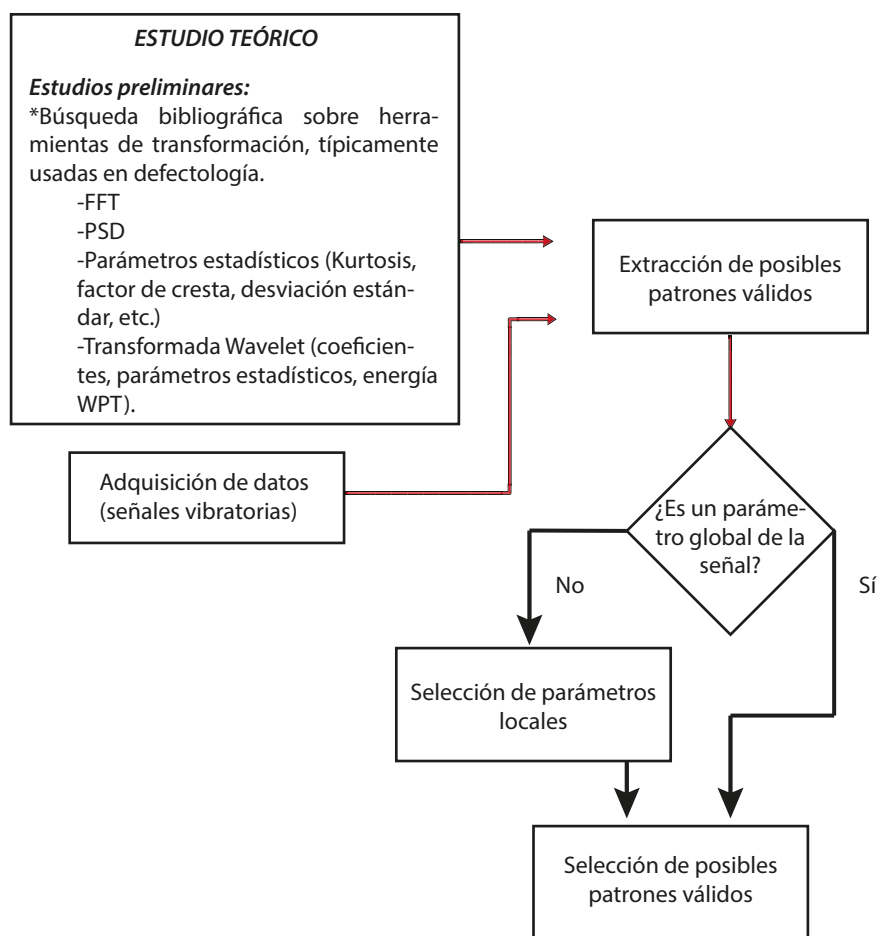 ESTUDIO TEÓRICO
Estudios preliminares:
*Búsqueda bibliográfica sobre herra-
mientas de transformación, típicamente
usadas en defectología.
-FFT
-PSD
-Parámetros estadísticos (Kurtosis,
factor de cresta, desviación están-
dar, etc.)
-Transformada Wavelet (coeficien-
tes, parámetros estadísticos, energía
WPT).
Extracción de posibles
patrones válidos
Adquisición de datos
(señales vibratorias)
¿Es un paráme-
tro global de la
señal?
No
Sí
Selección de parámetros
locales
Selección de posibles
patrones válidos